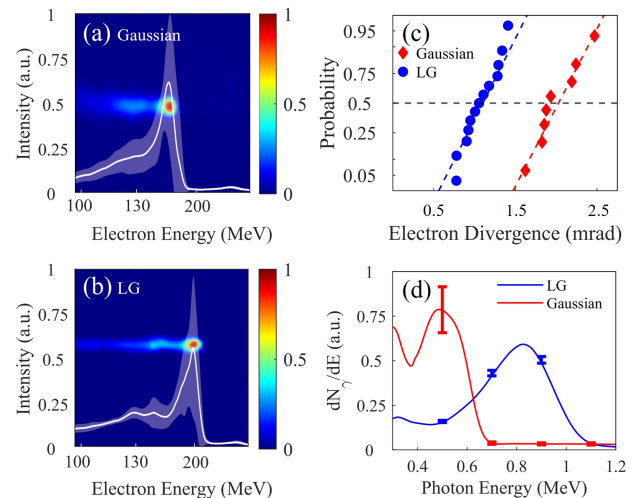 (a) Gaussian
Intensity (a.u.)
1
0.75
0.5
0.25
0
100 130 200
Electron Energy (MeV)
1
0.5
0
(c)
Gaussian
LG
Probability
0.95
0.75
0.25
0.05
0.5 1.5 2.5
Electron Divergence (mrad)
(b) LG
Intensity (a.u.)
1
0.75
0.5
0.25
0
100 130 200
Electron Energy (MeV)
1
0.5
0
(d)
LG
Gaussian
dNγ/dE (a.u.)
1
0.75
0.5
0.25
0
0.4 0.6 0.8 1 1.2
Photon Energy (MeV)